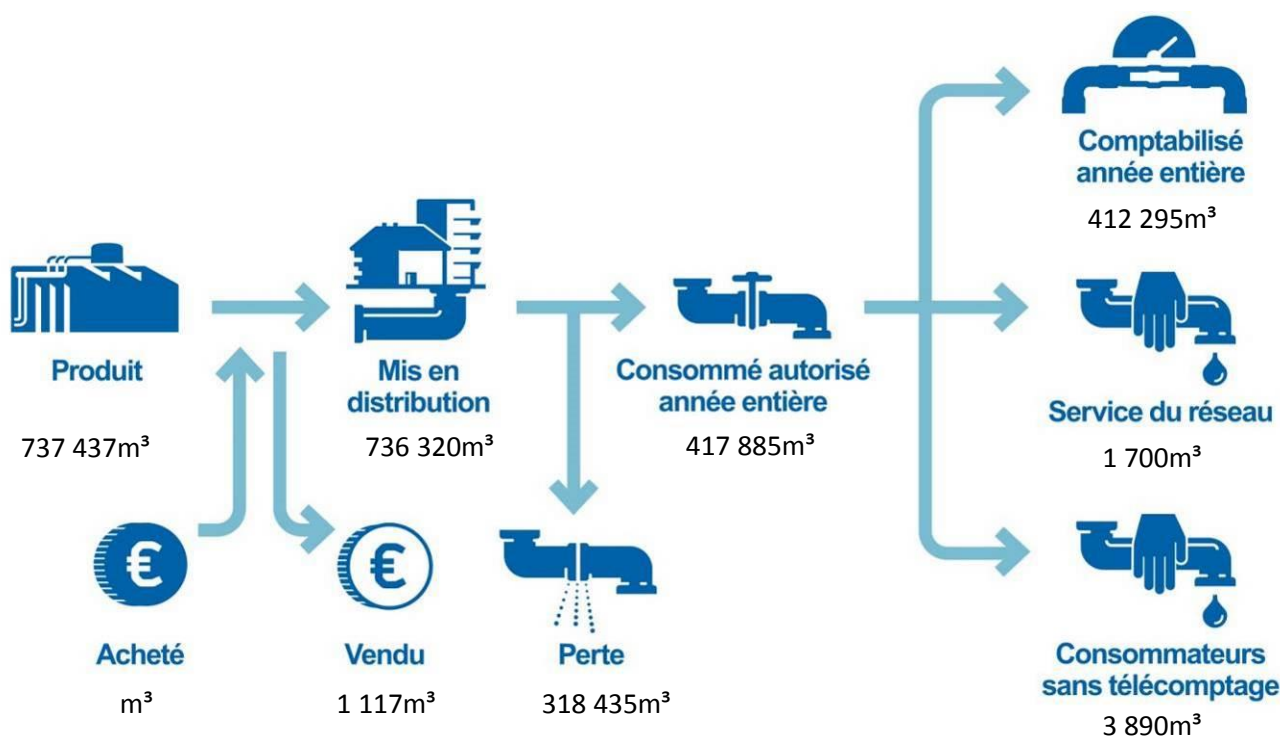 Comptabilisé
année entière
412 295m³
Produit
737 437m³
Mis en
distribution
736 320m³
Consommé autorisé
année entière
417 885m³
Service du réseau
1 700m³
€
Acheté
m³
€
Vendu
1 117m³
Perte
318 435m³
Consommateurs
sans télécomptage
3 890m³